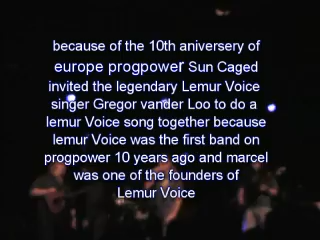 because of the 10th aniversery of
europe progpower Sun Caged
invited the legendary Lemur Voice
singer Gregor vander Loo to do a
lemur Voice song together because
lemur Voice was the first band on
progpower 10 years ago and marcel
was one of the founders of
Lemur Voice